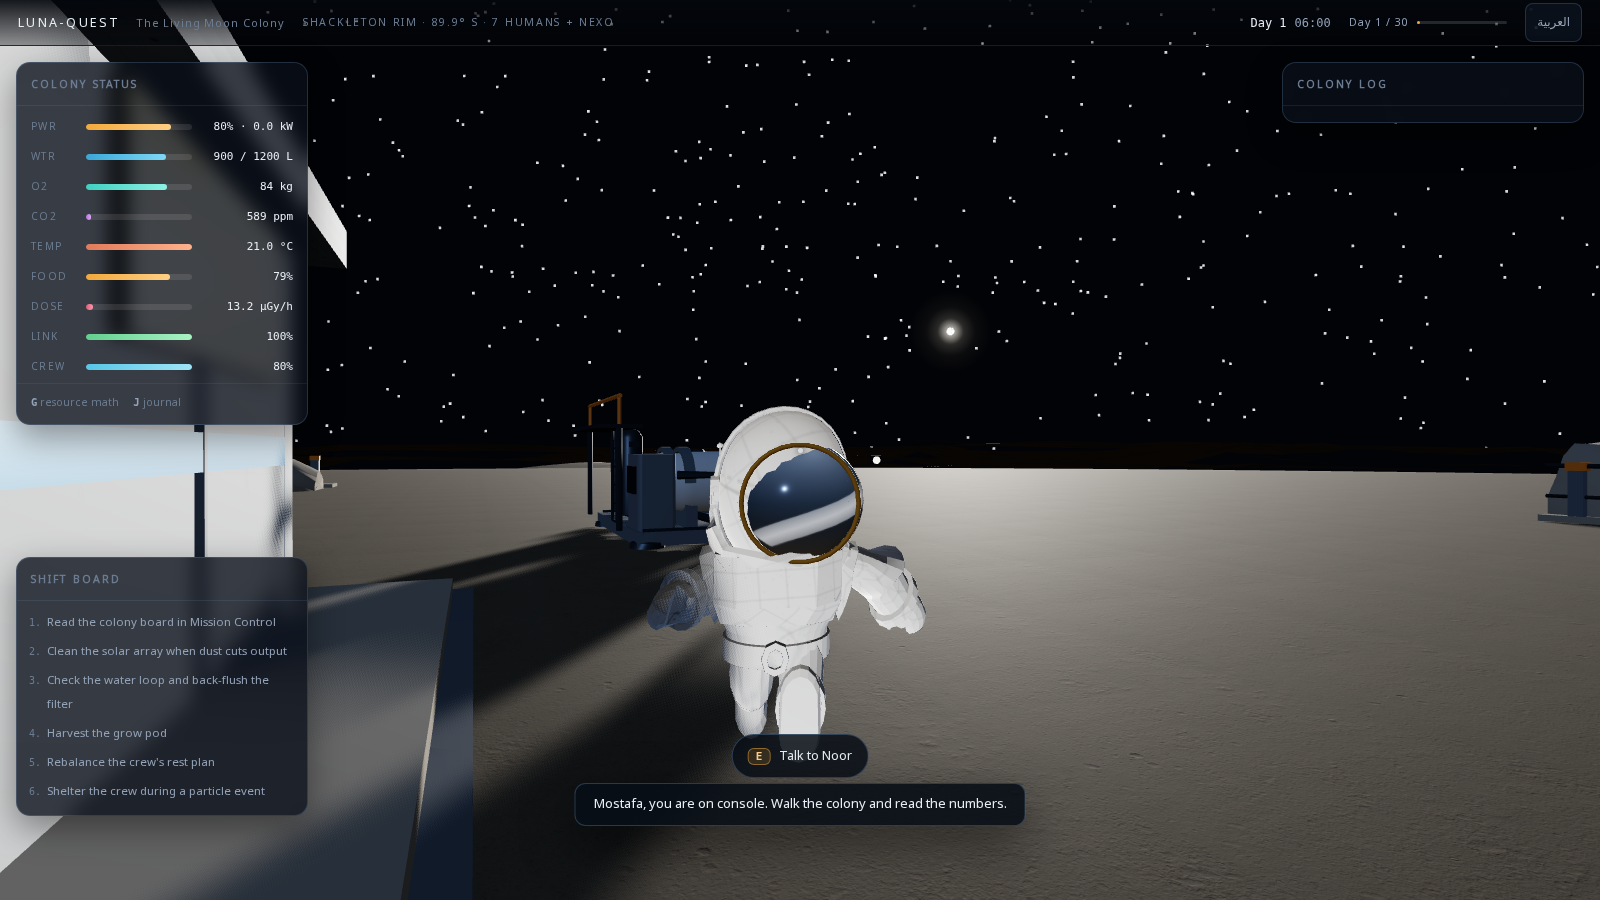 LUNA-QUEST The Living Moon Colony SHACKLETON RIM · 89.9° S · 7 HUMANS + NEXO Day 1 06:00 Day 1 / 30 العربية
COLONY STATUS
PWR 80% · 0.0 kW
WTR 900 / 1200 L
O2 84 kg
CO2 589 ppm
TEMP 21.0 °C
FOOD 79%
DOSE 13.2 µGy/h
LINK 100%
CREW 80%
G resource math J journal
COLONY LOG
SHIFT BOARD
1. Read the colony board in Mission Control
2. Clean the solar array when dust cuts output
3. Check the water loop and back-flush the
filter
4. Harvest the grow pod
5. Rebalance the crew's rest plan
6. Shelter the crew during a particle event
E Talk to Noor
Mostafa, you are on console. Walk the colony and read the numbers.